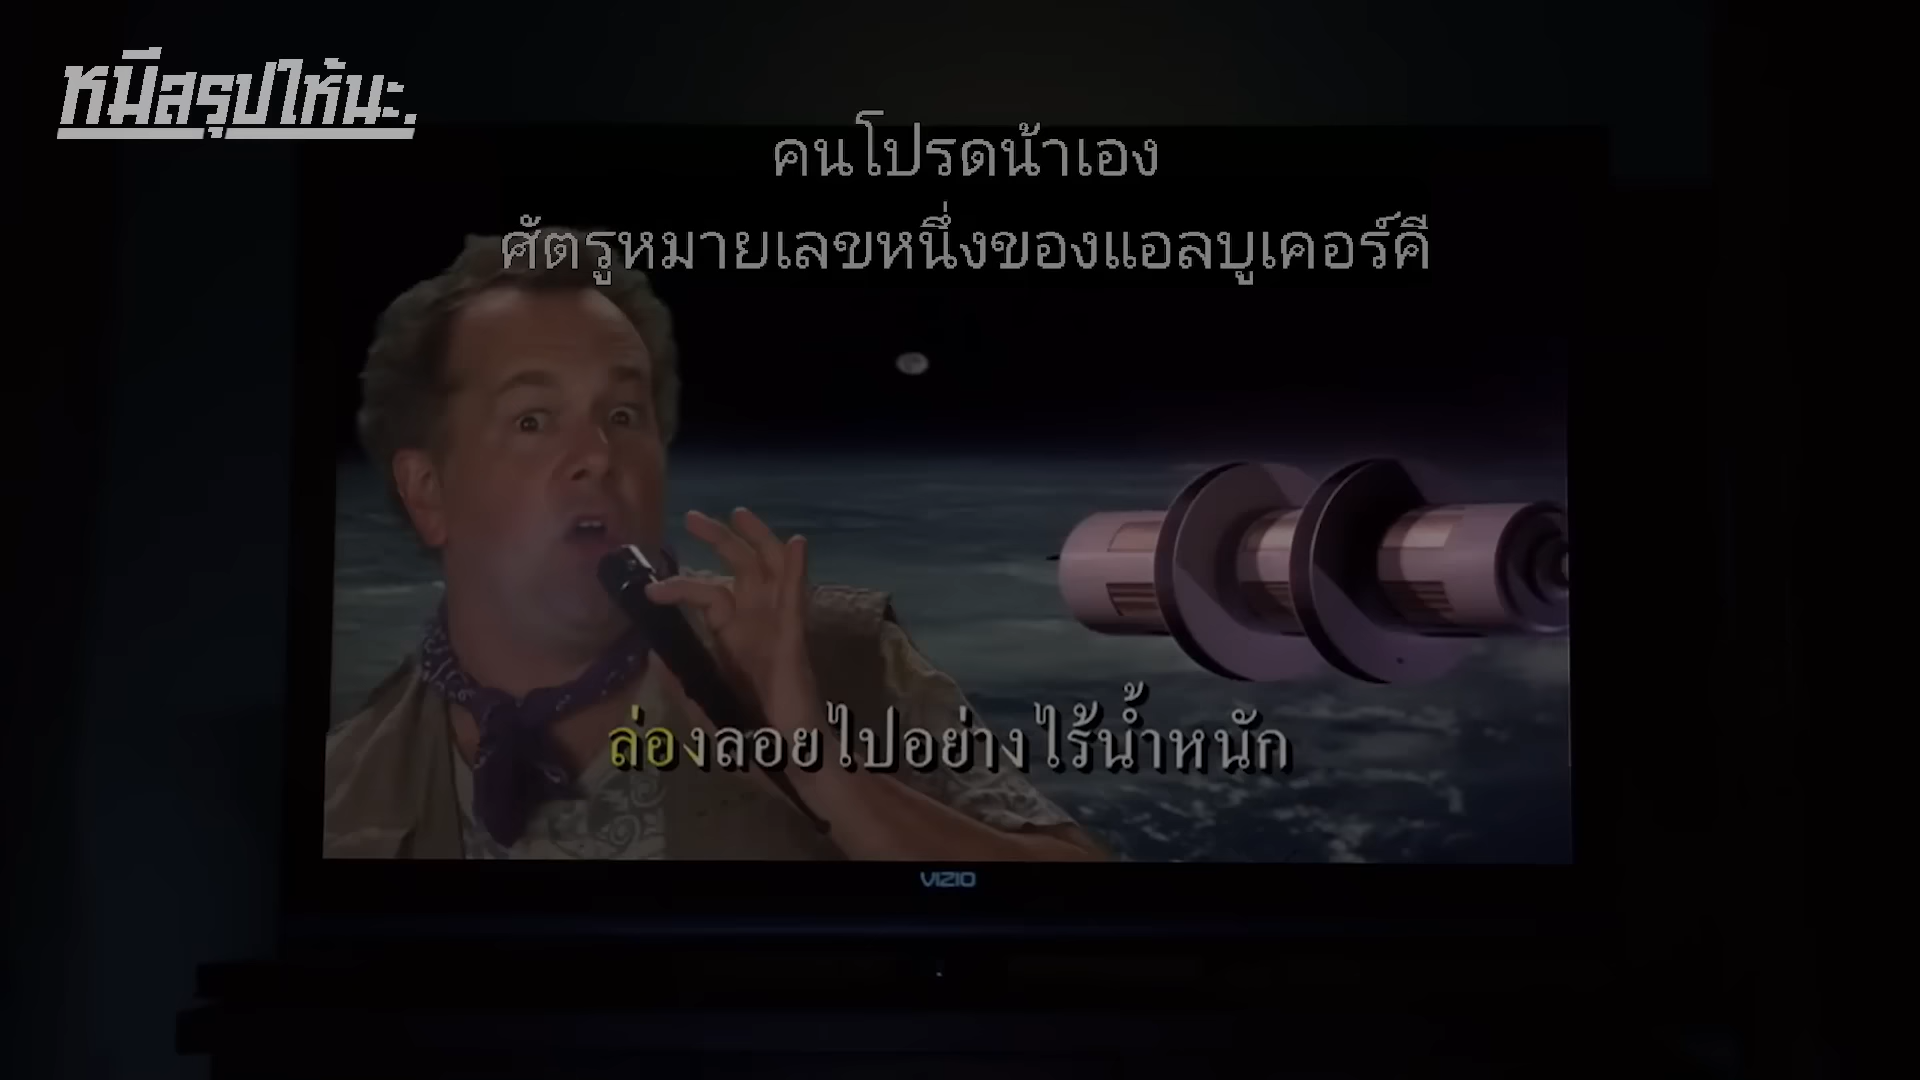 หมีสรุปให้นะ.
คนโปรดน้าเอง
ศัตรูหมายเลขหนึ่งของแอลบูเคอร์คี
ล่องลอยไปอย่างไร้น้ำหนัก
VIZIO